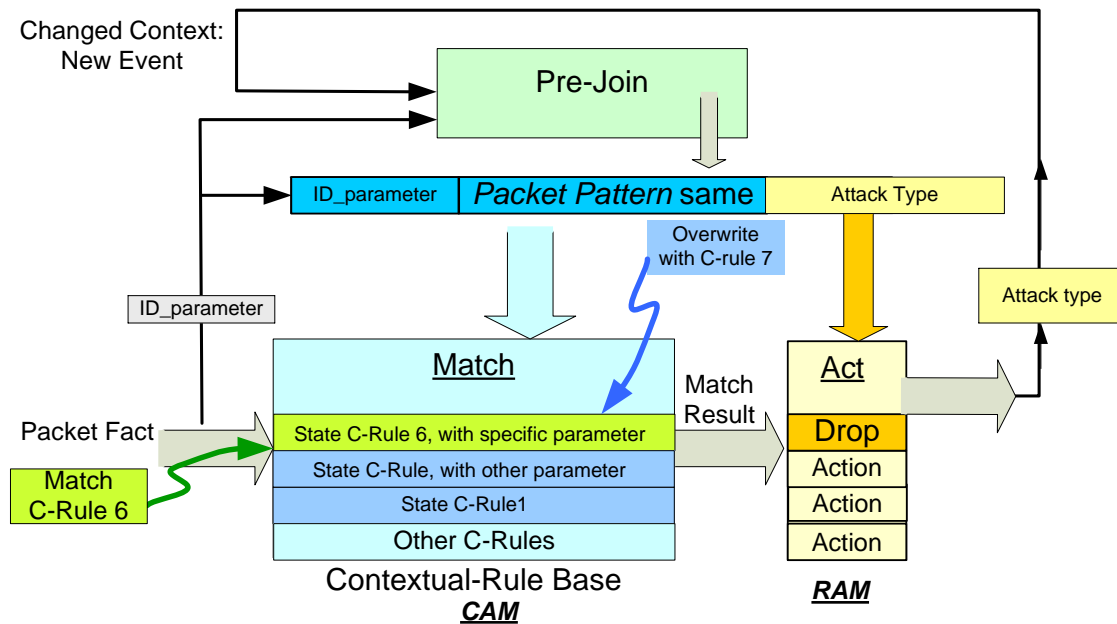 Changed Context:
New Event
Pre-Join
ID_parameter
Packet Pattern same
Attack Type
Overwrite
with C-rule 7
ID_parameter
Attack type
Match
Act
Match
Result
Packet Fact
State C-Rule 6, with specific parameter
Drop
Match
C-Rule 6
State C-Rule, with other parameter
Action
State C-Rule1
Action
Other C-Rules
Action
Contextual-Rule Base
CAM
RAM